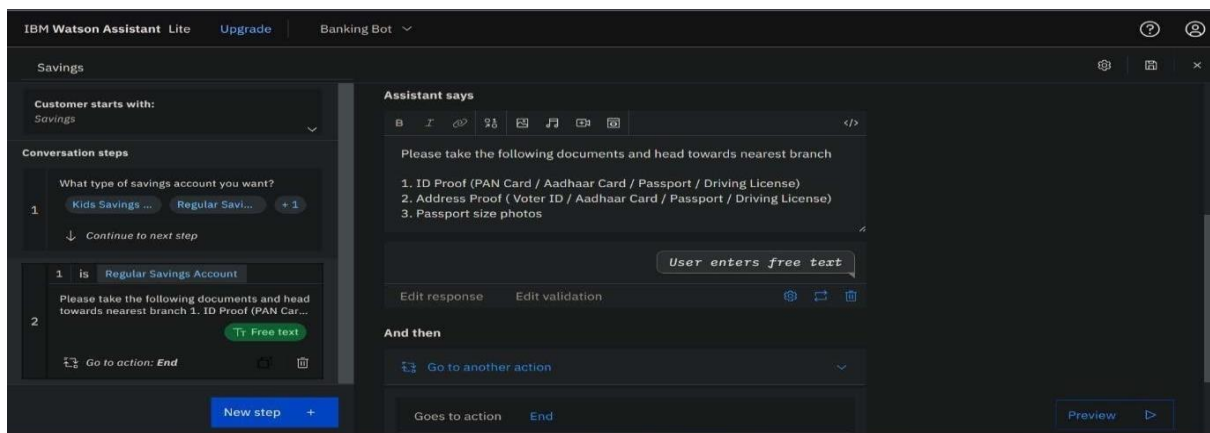 IBM Watson Assistant Lite Upgrade Banking Bot
Savings
Customer starts with:
Savings
Conversation steps
1
What type of savings account you want?
Kids Savings ... Regular Savi... + 1
Continue to next step
2
1 is Regular Savings Account
Please take the following documents and head
towards nearest branch 1. ID Proof (PAN Car...
Free text
Go to action: End
New step +
Assistant says
B I </>
Please take the following documents and head towards nearest branch
1. ID Proof (PAN Card / Aadhaar Card / Passport / Driving License)
2. Address Proof ( Voter ID / Aadhaar Card / Passport / Driving License)
3. Passport size photos
User enters free text
Edit response Edit validation
And then
Go to another action
Goes to action End
Preview